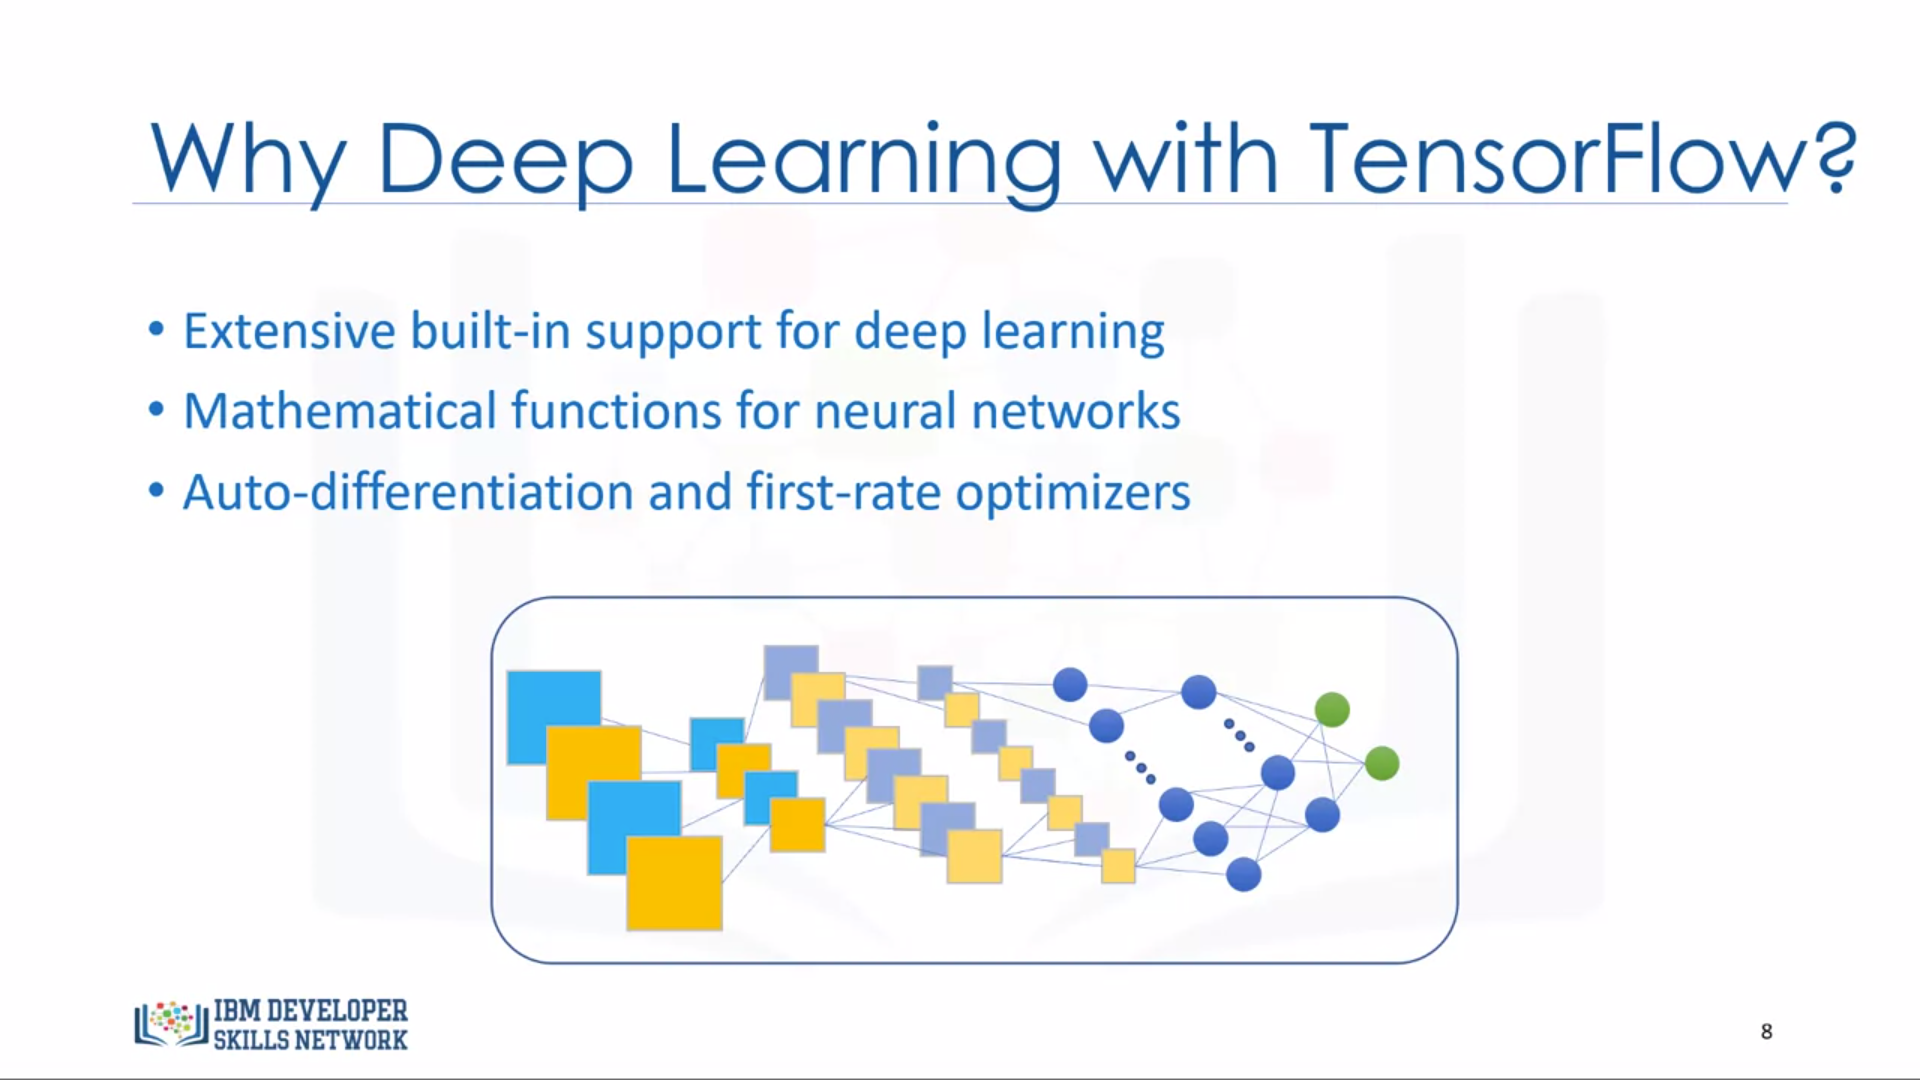 Why Deep Learning with TensorFlow?
• Extensive built-in support for deep learning
• Mathematical functions for neural networks
• Auto-differentiation and first-rate optimizers
IBM DEVELOPER
SKILLS NETWORK
8